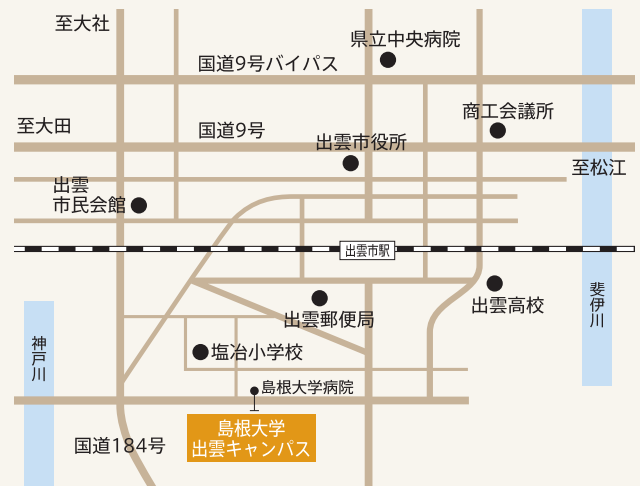 至大社
県立中央病院
国道9号バイパス
商工会議所
至大田
国道9号
出雲市役所
至松江
出雲
市民会館
出雲市駅
斐伊川
出雲高校
出雲郵便局
神戸川
塩冶小学校
島根大学病院
島根大学
出雲キャンパス
国道184号